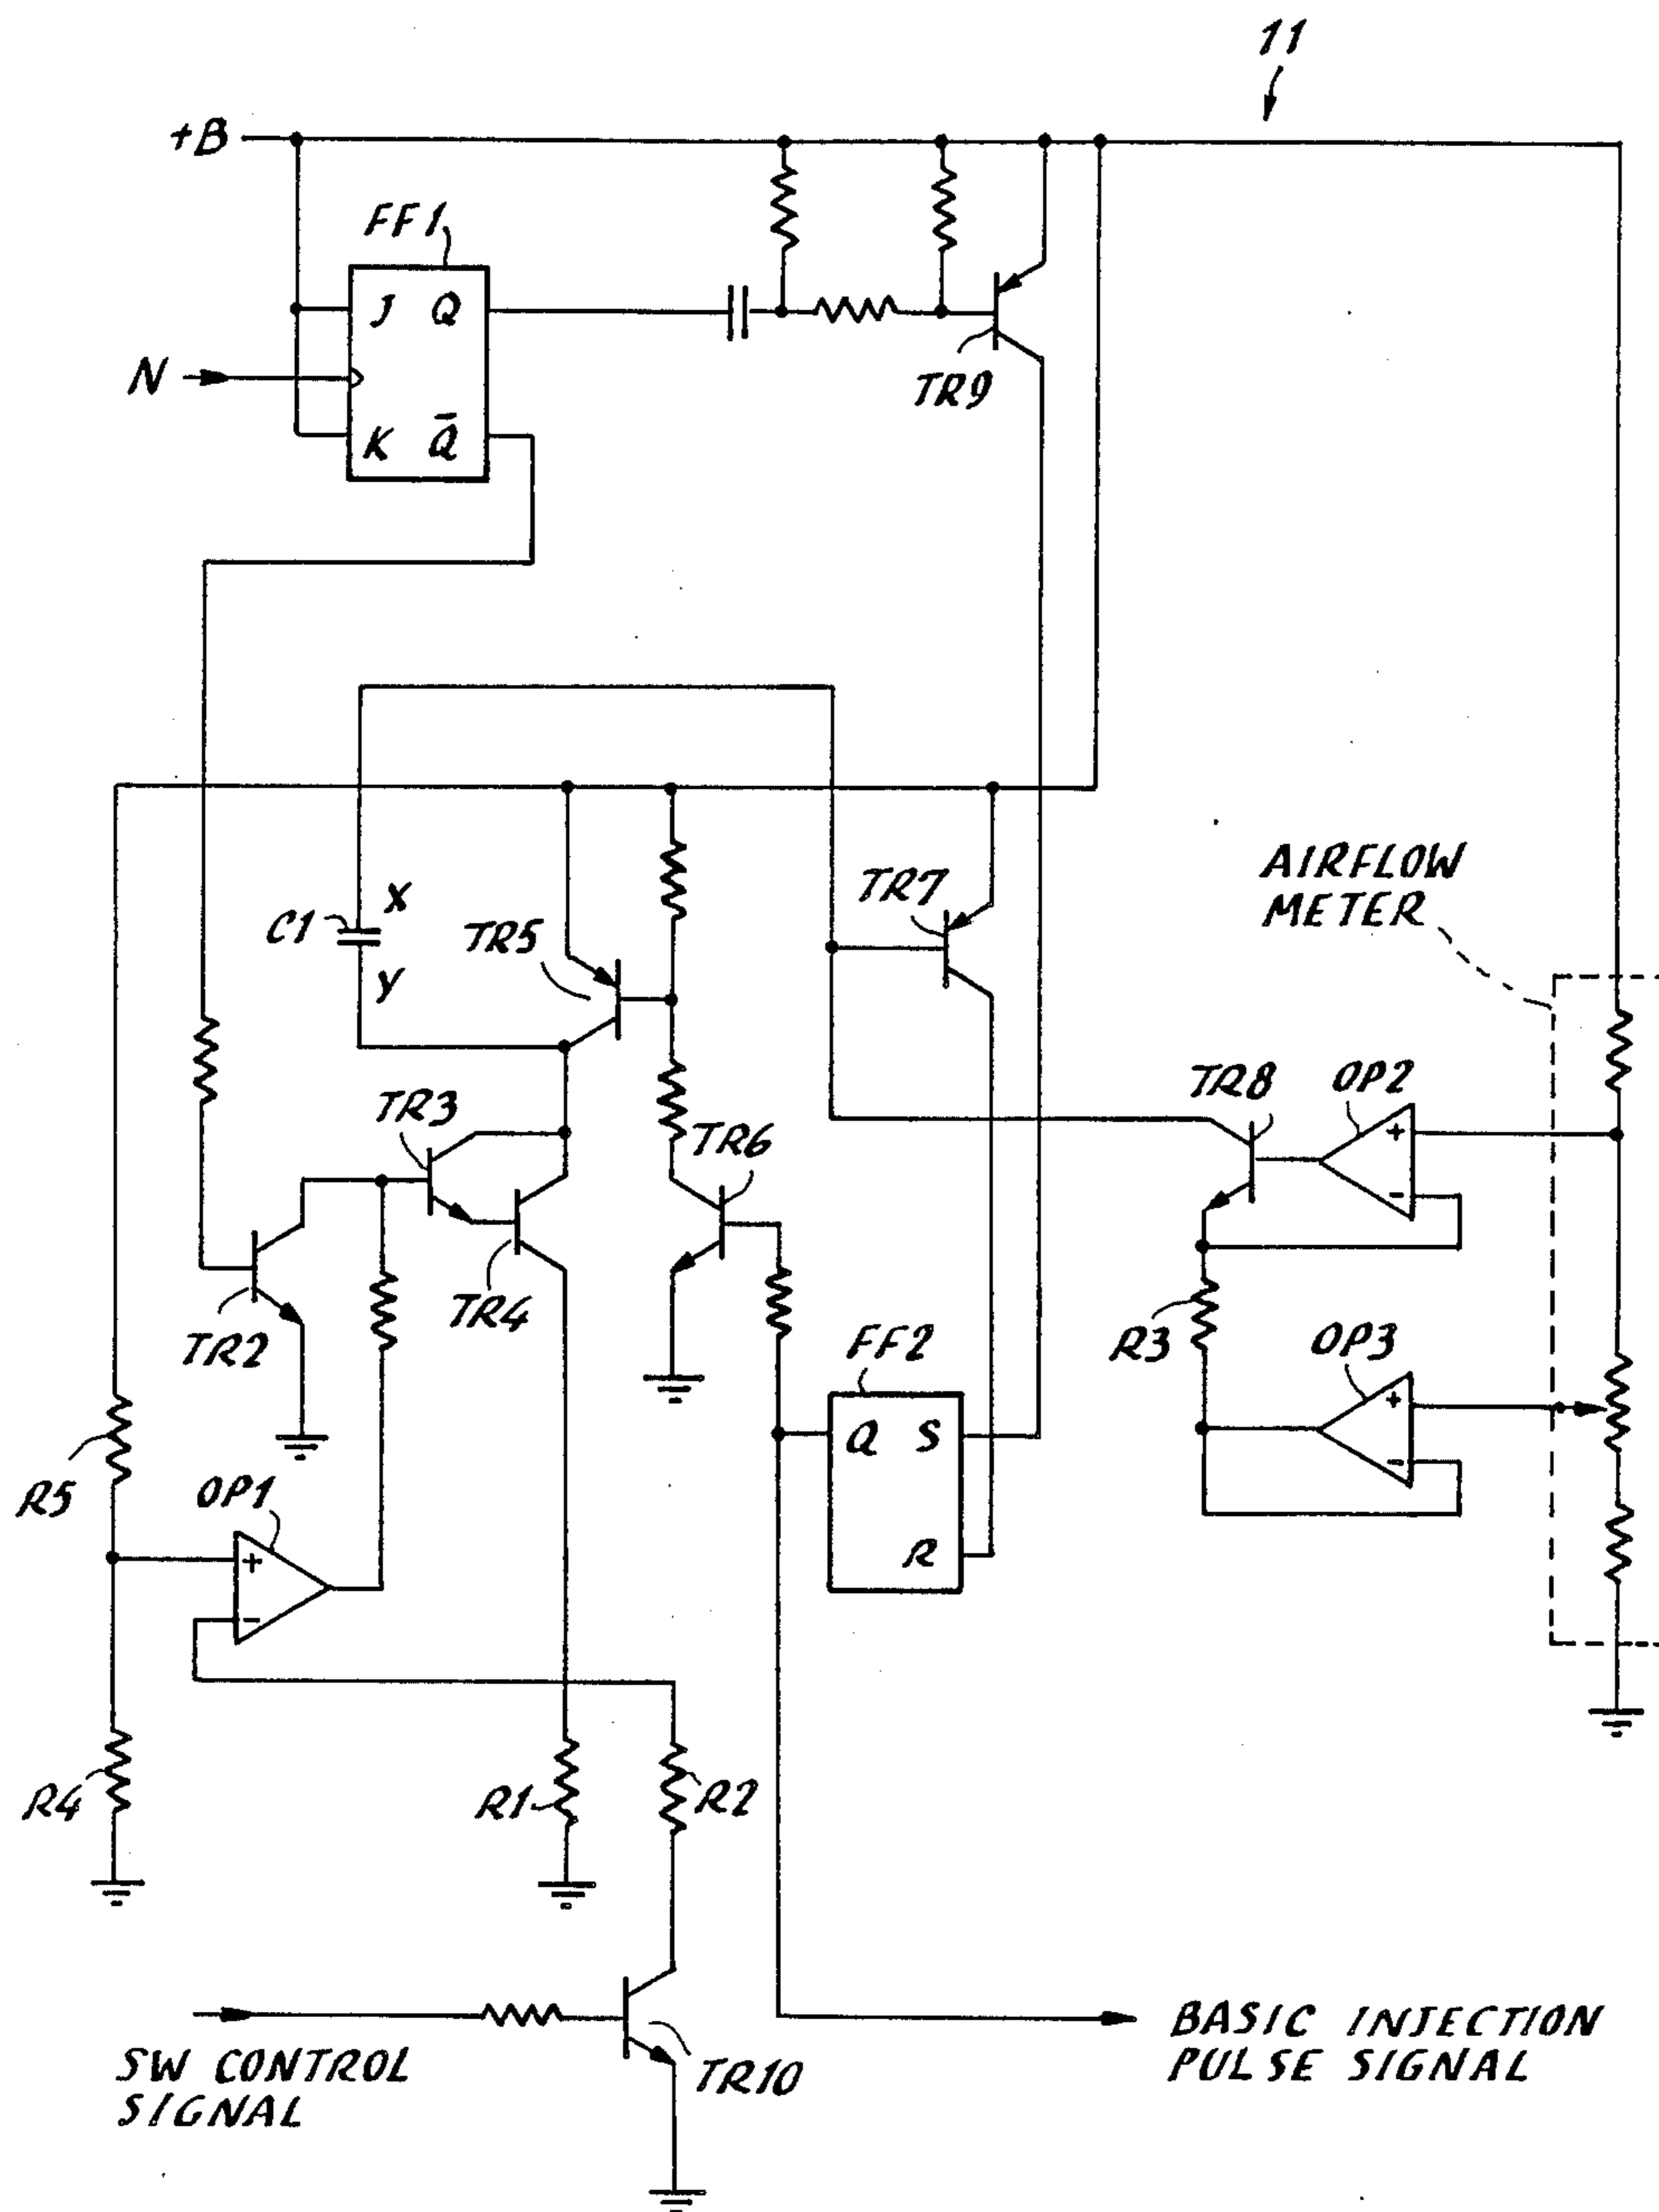 11
+B
FF1
J Q
N
K Q̄
TR9
AIRFLOW
METER
X
C1
TR5
TR7
Y
TR8
OP2
TR3
+
TR6
-
TR2
TR4
FF2
R3
OP3
Q S
+
R5
OP1
-
+
R
-
R4
R1
R2
BASIC INJECTION
PULSE SIGNAL
SW CONTROL
SIGNAL
TR10